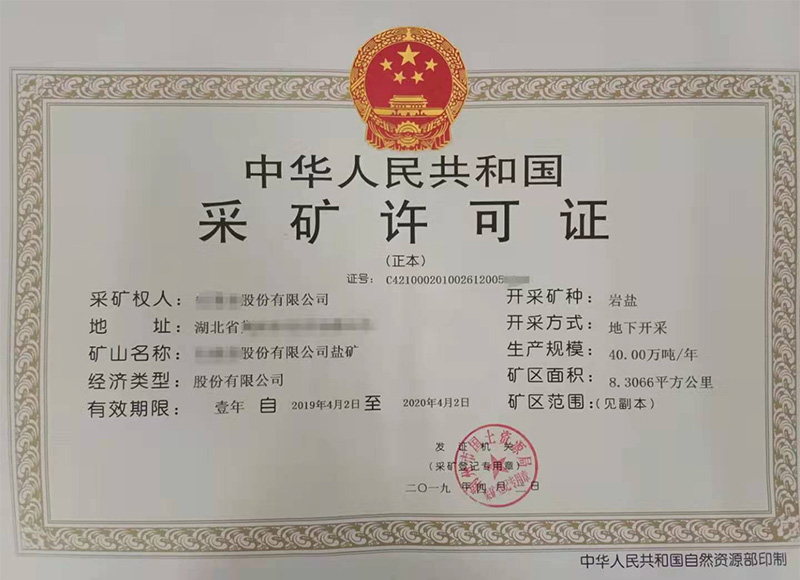 中华人民共和国
采矿许可证
(正本)
证号: C421000201002612005
采矿权人: 股份有限公司
地址: 湖北省
矿山名称: 股份有限公司盐矿
经济类型: 股份有限公司
有效期限: 壹年 自 2019年4月2日 至 2020年4月2日
开采矿种: 岩盐
开采方式: 地下开采
生产规模: 40.00万吨/年
矿区面积: 8.3066平方公里
矿区范围: (见副本)
发证机关
(采矿登记专用章)
二〇一九年四月 日
国土资源局
中华人民共和国自然资源部印制